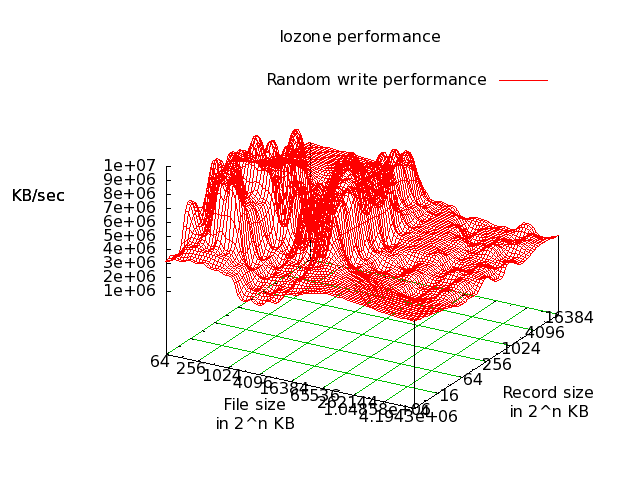 Iozone performance
Random write performance
KB/sec
1e+07
9e+06
8e+06
7e+06
6e+06
5e+06
4e+06
3e+06
2e+06
1e+06
64
256
1024
4096
16384
65536
262144
1.04858e+06
4.1943e+06
File size
in 2^n KB
4
16
64
256
1024
4096
16384
Record size
in 2^n KB